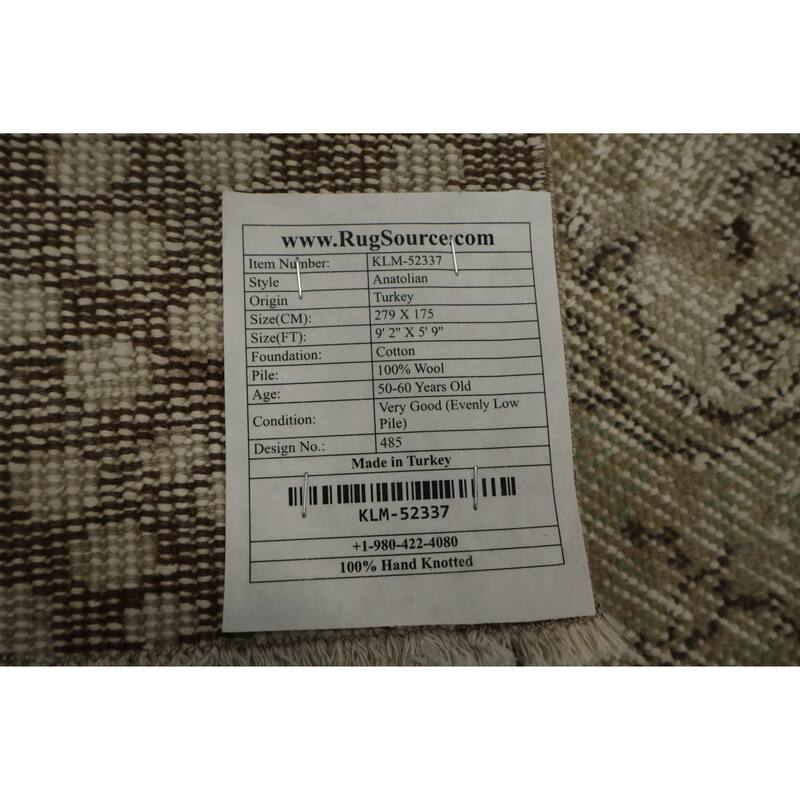 www.RugSource.com
Item Number: KLM-52337
Style Anatolian
Origin Turkey
Size(CM): 279 X 175
Size(FT): 9' 2" X 5' 9"
Foundation: Cotton
Pile: 100% Wool
Age: 50-60 Years Old
Condition: Very Good (Evenly Low
Pile)
Design No.: 485
Made in Turkey
KLM-52337
+1-980-422-4080
100% Hand Knotted